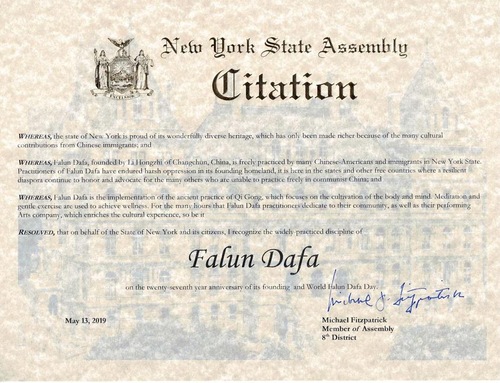 New York State Assembly
Citation
EXCELSIOR
WHEREAS, the state of New York is proud of its wonderfully diverse heritage, which has only been made richer because of the many cultural
contributions from Chinese immigrants; and
WHEREAS, Falun Dafa, founded by Li Hongzhi of Changchun, China, is freely practiced by many Chinese-Americans and immigrants in New York State.
Practitioners of Falun Dafa have endured harsh oppression in its founding homeland, it is here in the states and other free countries where a resilient
diaspora continue to honor and advocate for the many others who are unable to practice freely in communist China; and
WHEREAS, Falun Dafa is the implementation of the ancient practice of Qi Gong, which focuses on the cultivation of the body and mind. Meditation and
gentle exercise are used to achieve wellness. For the many hours that Falun Dafa practitioners dedicate to their community, as well as their performing
Arts company, which enriches the cultural experience, so be it
RESOLVED, that on behalf of the State of New York and its citizens, I recognize the widely-practiced discipline of
Falun Dafa
on the twenty-seventh year anniversary of its founding and World Falun Dafa Day.
Michael J. Fitzpatrick
May 13, 2019
Michael Fitzpatrick
Member of Assembly
8th District